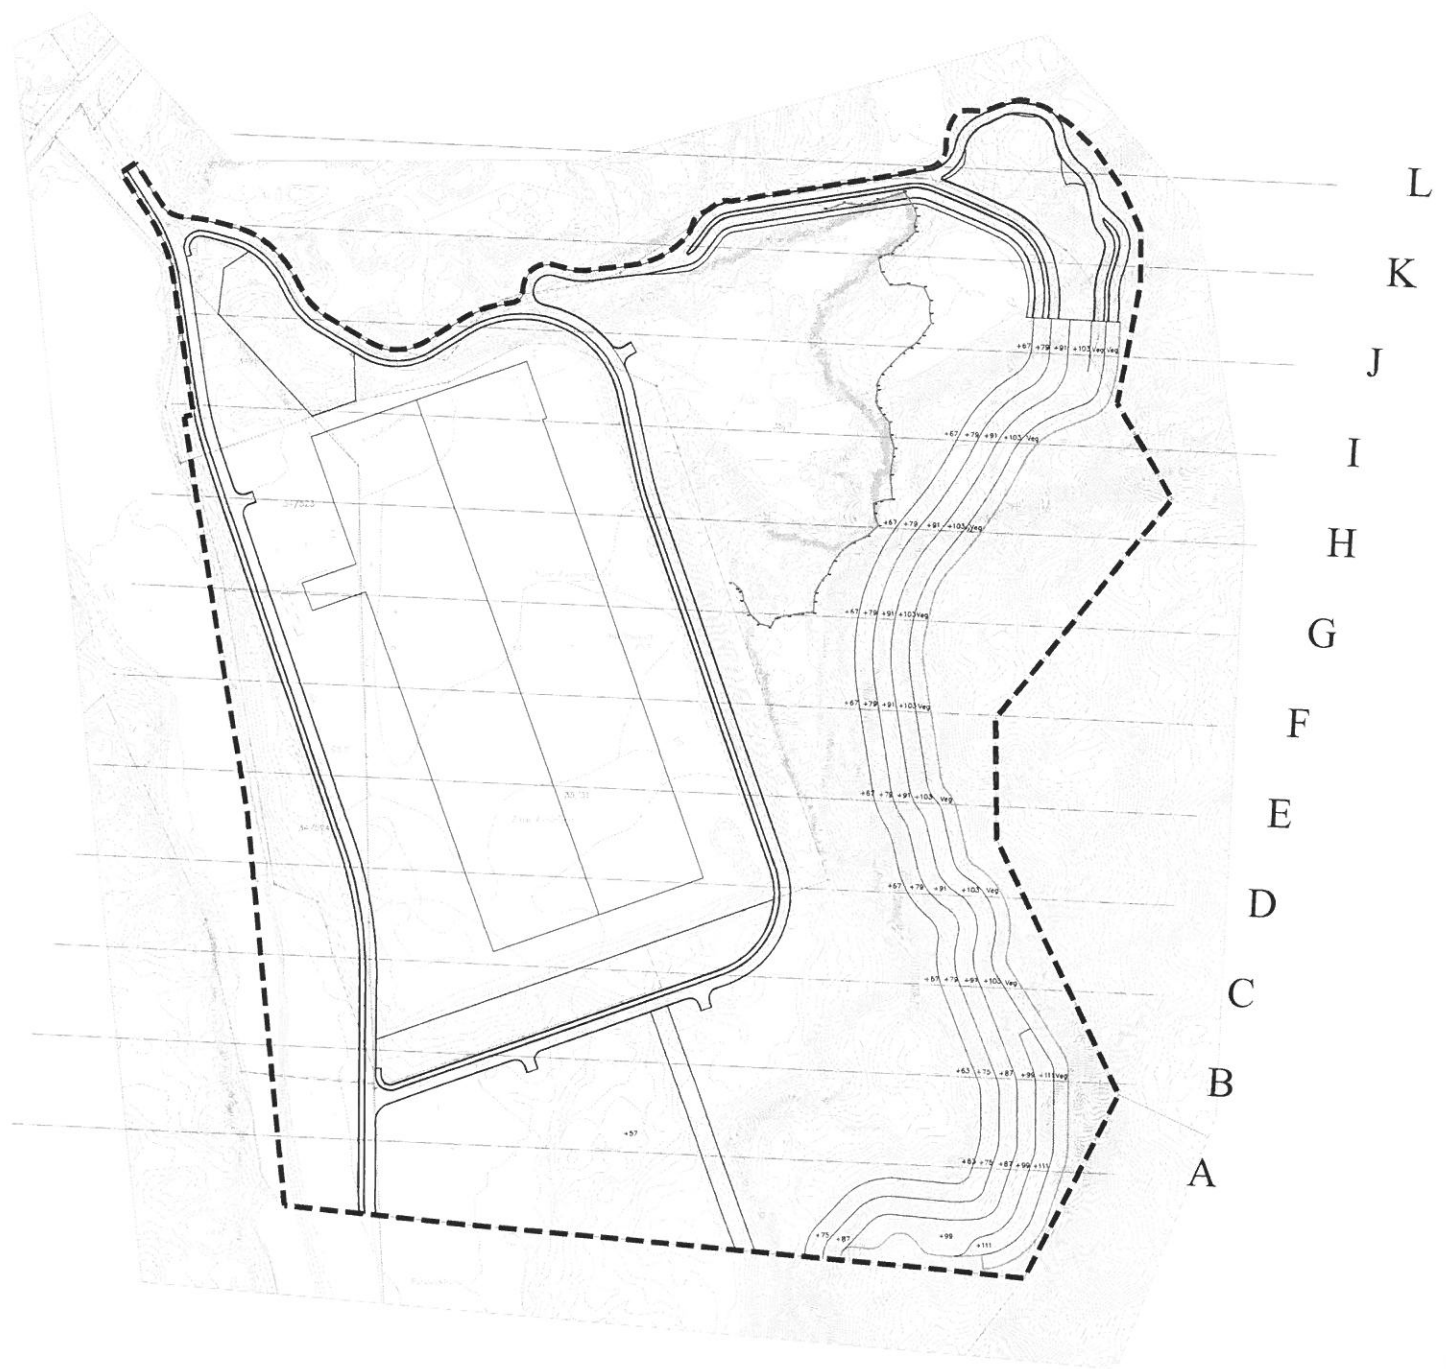 L
K
+67 +79 +91 +103 Veg Veg
J
+67 +79 +91 +103 Veg
I
+67 +79 +91 +103 Veg
H
+67 +79 +91 +103 Veg
G
+67 +79 +91 +103 Veg
F
+67 +79 +91 +103 Veg
E
+67 +79 +91 +103 Veg
D
+67 +79 +91 +103 Veg
C
+63 +75 +87 +99 +111 Veg
B
+57
+63 +75 +87 +99 +111
A
+75 +87 +99
+111